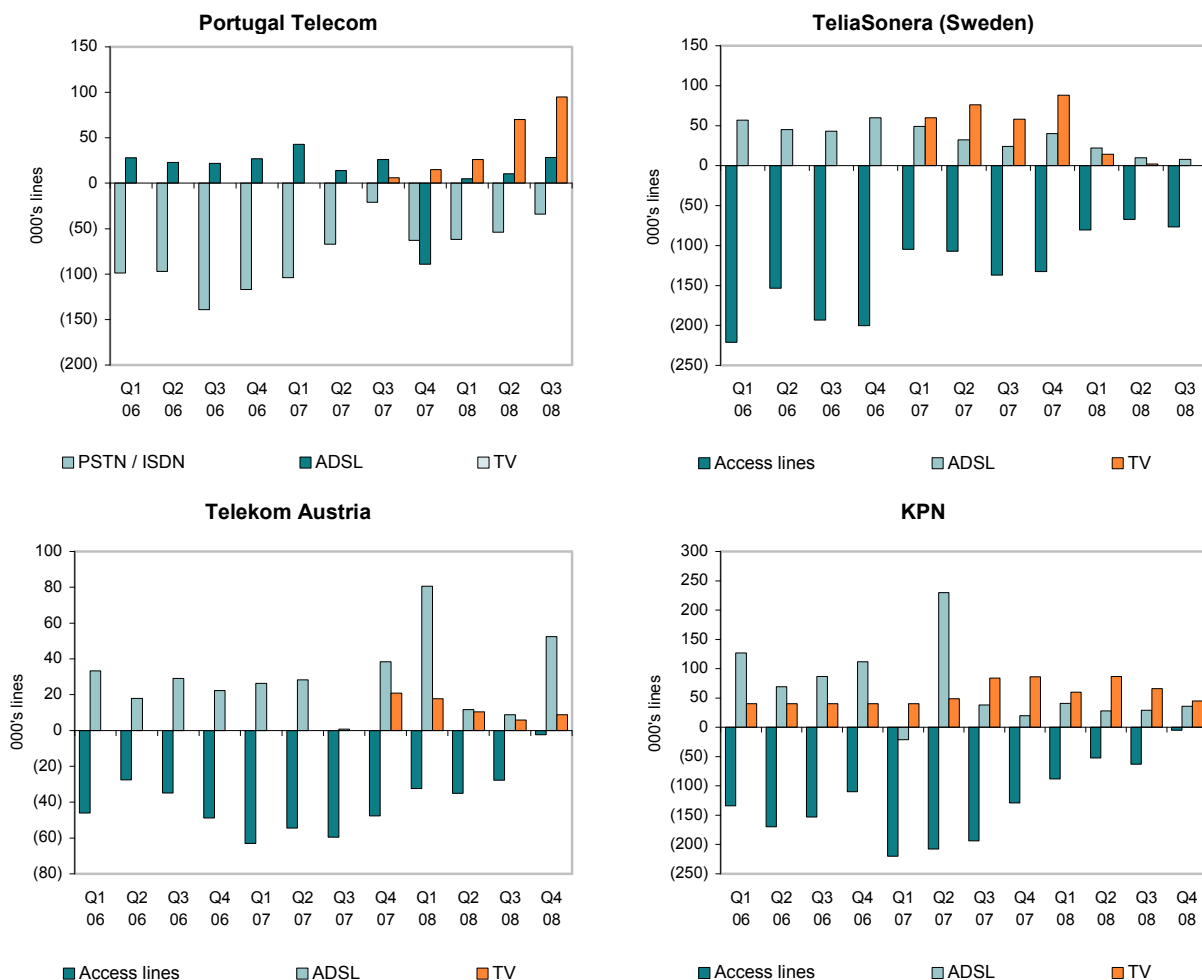 Portugal Telecom
150
100
50
0
(50)
(100)
(150)
(200)
000's lines
Q1 Q2 Q3 Q4 Q1 Q2 Q3 Q4 Q1 Q2 Q3
06 06 06 06 07 07 07 07 08 08 08
PSTN / ISDN ADSL TV
TeliaSonera (Sweden)
150
100
50
0
(50)
(100)
(150)
(200)
(250)
000's lines
Q1 Q2 Q3 Q4 Q1 Q2 Q3 Q4 Q1 Q2 Q3
06 06 06 06 07 07 07 07 08 08 08
Access lines ADSL TV
Telekom Austria
100
80
60
40
20
0
(20)
(40)
(60)
(80)
000's lines
Q1 Q2 Q3 Q4 Q1 Q2 Q3 Q4 Q1 Q2 Q3 Q4
06 06 06 06 07 07 07 07 08 08 08 08
Access lines ADSL TV
KPN
300
250
200
150
100
50
0
(50)
(100)
(150)
(200)
(250)
000's lines
Q1 Q2 Q3 Q4 Q1 Q2 Q3 Q4 Q1 Q2 Q3 Q4
06 06 06 06 07 07 07 07 08 08 08 08
Access lines ADSL TV